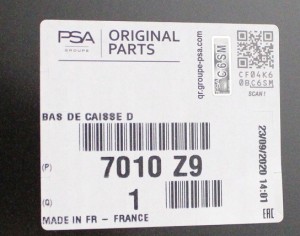 PSA
GROUPE
ORIGINAL
PARTS
qr.groupe-psa.com
C6SM
CF04K6
0BC6SM
SCAN!
BAS DE CAISSE D
(P)
7010 Z9
(Q)
1
MADE IN FR - FRANCE
23/09/2020 14:01
EAC